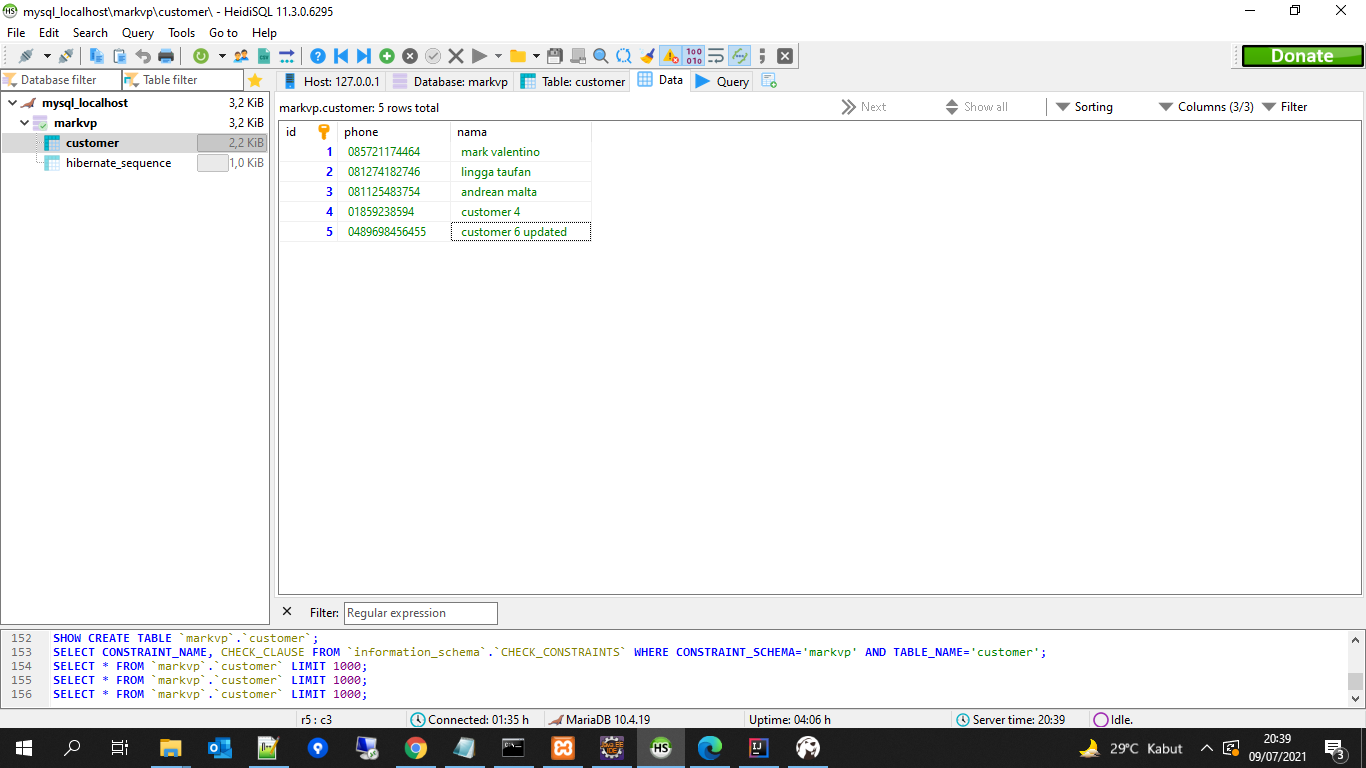 mysql_localhost\markvp\customer\ - HeidiSQL 11.3.0.6295
File Edit Search Query Tools Go to Help
Donate
Database filter Table filter
Host: 127.0.0.1 Database: markvp Table: customer Data Query
mysql_localhost 3,2 KiB
markvp 3,2 KiB
customer 2,2 KiB
hibernate_sequence 1,0 KiB
markvp.customer: 5 rows total Next Show all Sorting Columns (3/3) Filter
id phone nama
1 085721174464 mark valentino
2 081274182746 lingga taufan
3 081125483754 andrean malta
4 01859238594 customer 4
5 0489698456455 customer 6 updated
Filter: Regular expression
152 SHOW CREATE TABLE `markvp`.`customer`;
153 SELECT CONSTRAINT_NAME, CHECK_CLAUSE FROM `information_schema`.`CHECK_CONSTRAINTS` WHERE CONSTRAINT_SCHEMA='markvp' AND TABLE_NAME='customer';
154 SELECT * FROM `markvp`.`customer` LIMIT 1000;
155 SELECT * FROM `markvp`.`customer` LIMIT 1000;
156 SELECT * FROM `markvp`.`customer` LIMIT 1000;
r5 : c3 Connected: 01:35 h MariaDB 10.4.19 Uptime: 04:06 h Server time: 20:39 Idle.
HS
29°C Kabut
20:39
09/07/2021
3